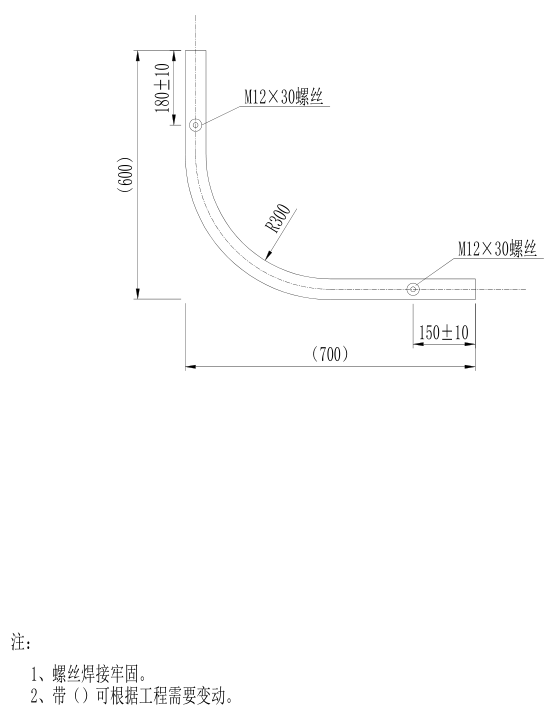 180±10
M12×30螺丝
(600)
R300
M12×30螺丝
150±10
(700)
注：
1、螺丝焊接牢固。
2、带（）可根据工程需要变动。